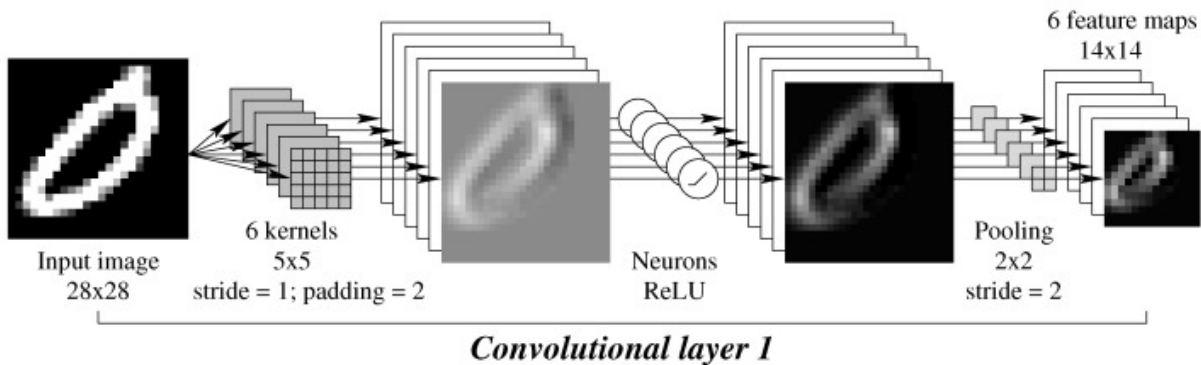 6 feature maps
14x14
Input image
28x28
6 kernels
5x5
stride = 1; padding = 2
Neurons
ReLU
Pooling
2x2
stride = 2
Convolutional layer 1